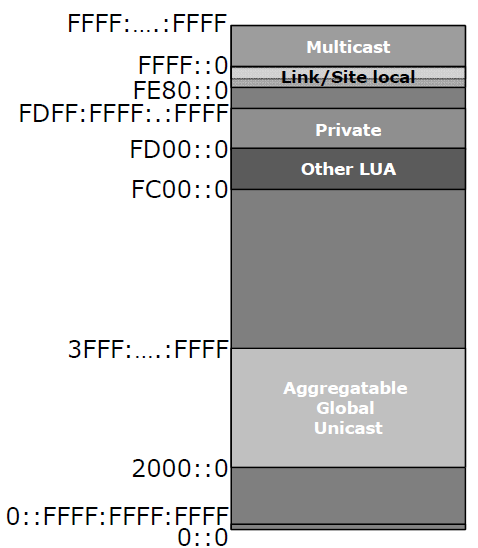 FFFF:….:FFFF
Multicast
FFFF::0
Link/Site local
FE80::0
FDFF:FFFF:.:FFFF
Private
FD00::0
Other LUA
FC00::0
3FFF:….:FFFF
Aggregatable
Global
Unicast
2000::0
0::FFFF:FFFF:FFFF
0::0